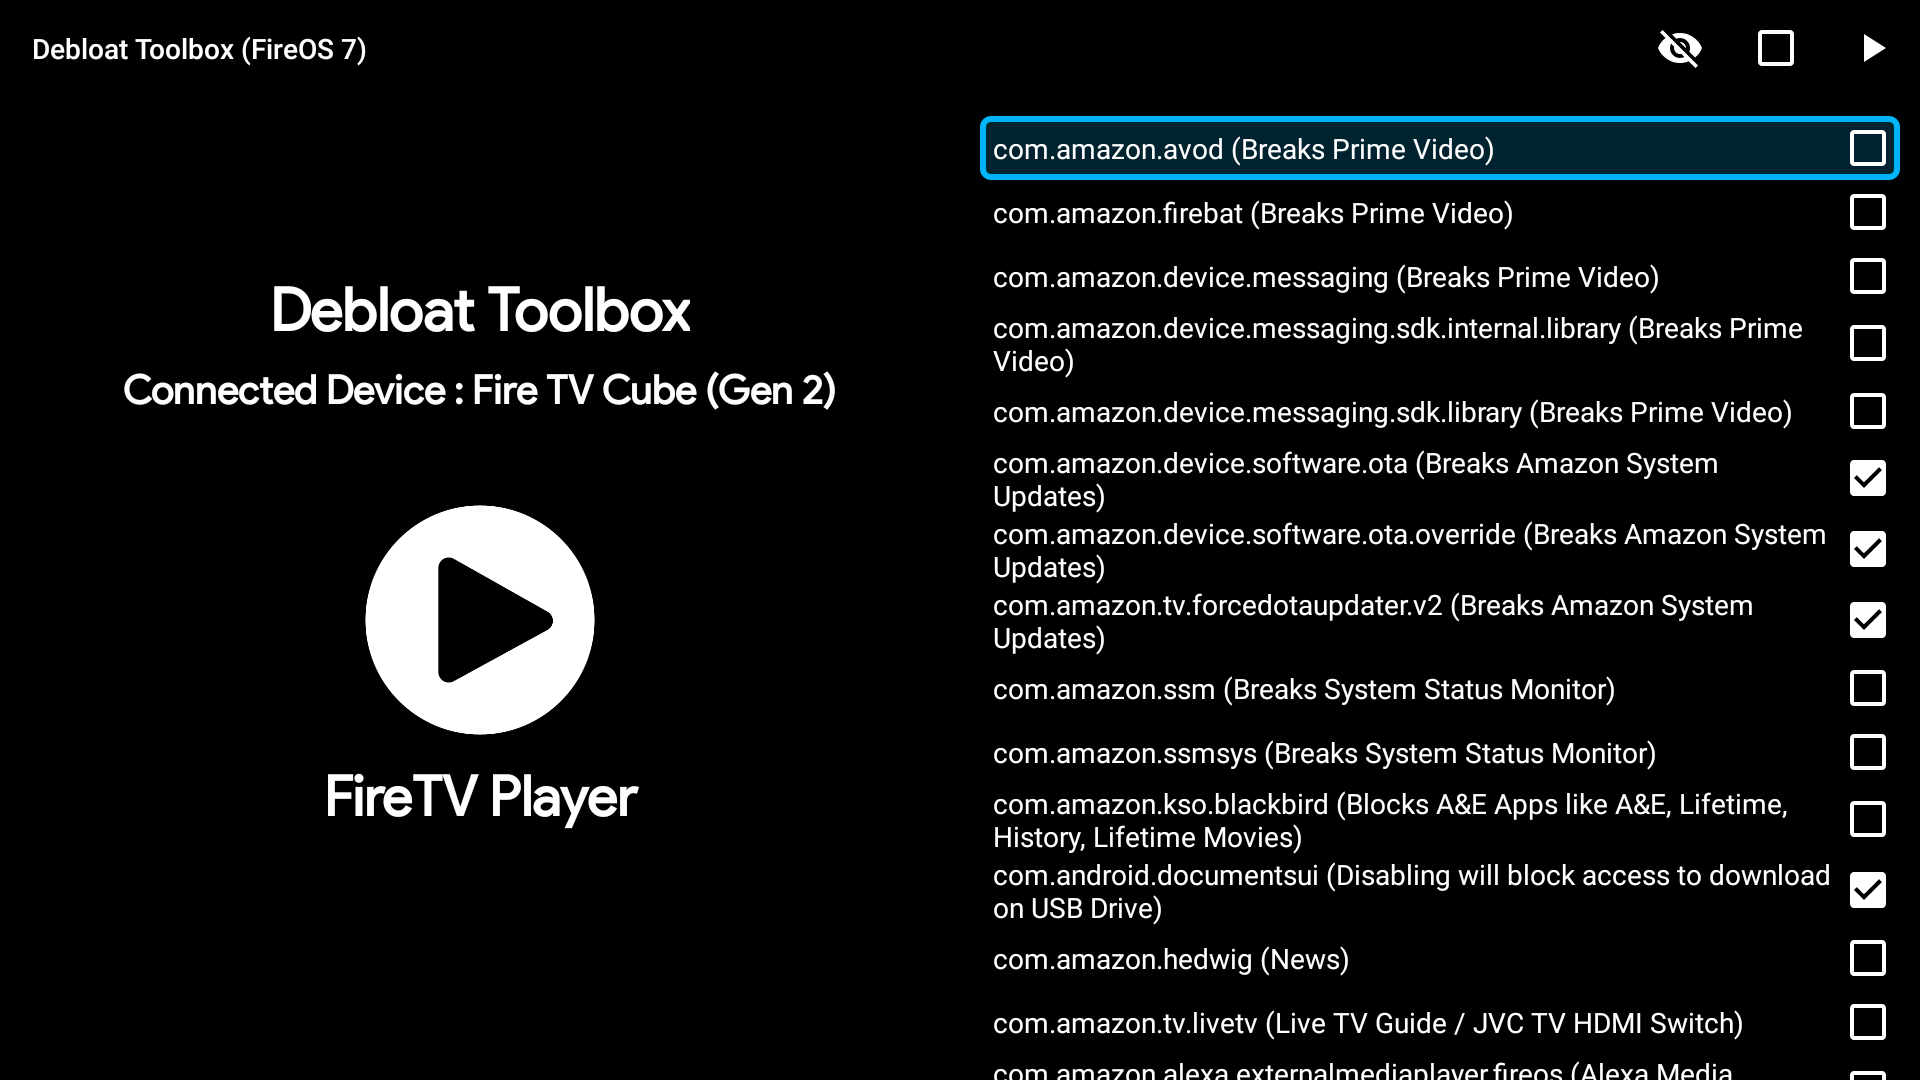 Debloat Toolbox (FireOS 7)
Debloat Toolbox
Connected Device : Fire TV Cube (Gen 2)
FireTV Player
com.amazon.avod (Breaks Prime Video)
com.amazon.firebat (Breaks Prime Video)
com.amazon.device.messaging (Breaks Prime Video)
com.amazon.device.messaging.sdk.internal.library (Breaks Prime
Video)
com.amazon.device.messaging.sdk.library (Breaks Prime Video)
com.amazon.device.software.ota (Breaks Amazon System
Updates)
com.amazon.device.software.ota.override (Breaks Amazon System
Updates)
com.amazon.tv.forcedotaupdater.v2 (Breaks Amazon System
Updates)
com.amazon.ssm (Breaks System Status Monitor)
com.amazon.ssmsys (Breaks System Status Monitor)
com.amazon.kso.blackbird (Blocks A&E Apps like A&E, Lifetime,
History, Lifetime Movies)
com.android.documentsui (Disabling will block access to download
on USB Drive)
com.amazon.hedwig (News)
com.amazon.tv.livetv (Live TV Guide / JVC TV HDMI Switch)
com.amazon.alexa.externalmediaplayer.fireos (Alexa Media